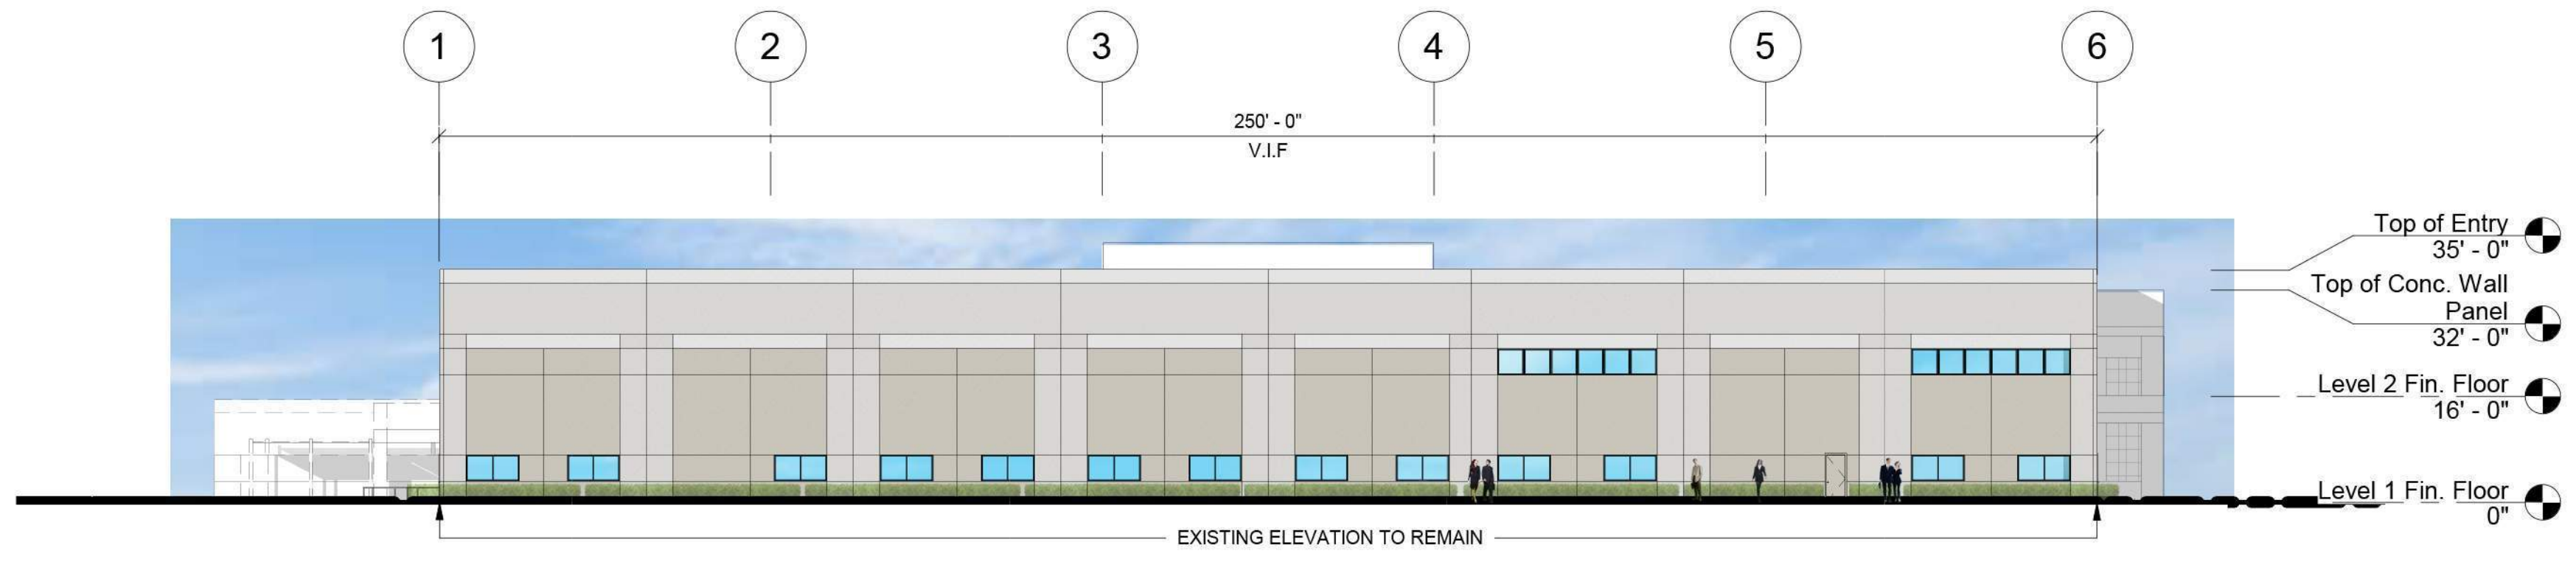 1
2
3
4
5
6
250' - 0"
V.I.F
Top of Entry
35' - 0"
Top of Conc. Wall
Panel
32' - 0"
Level 2 Fin. Floor
16' - 0"
Level 1 Fin. Floor
0"
EXISTING ELEVATION TO REMAIN